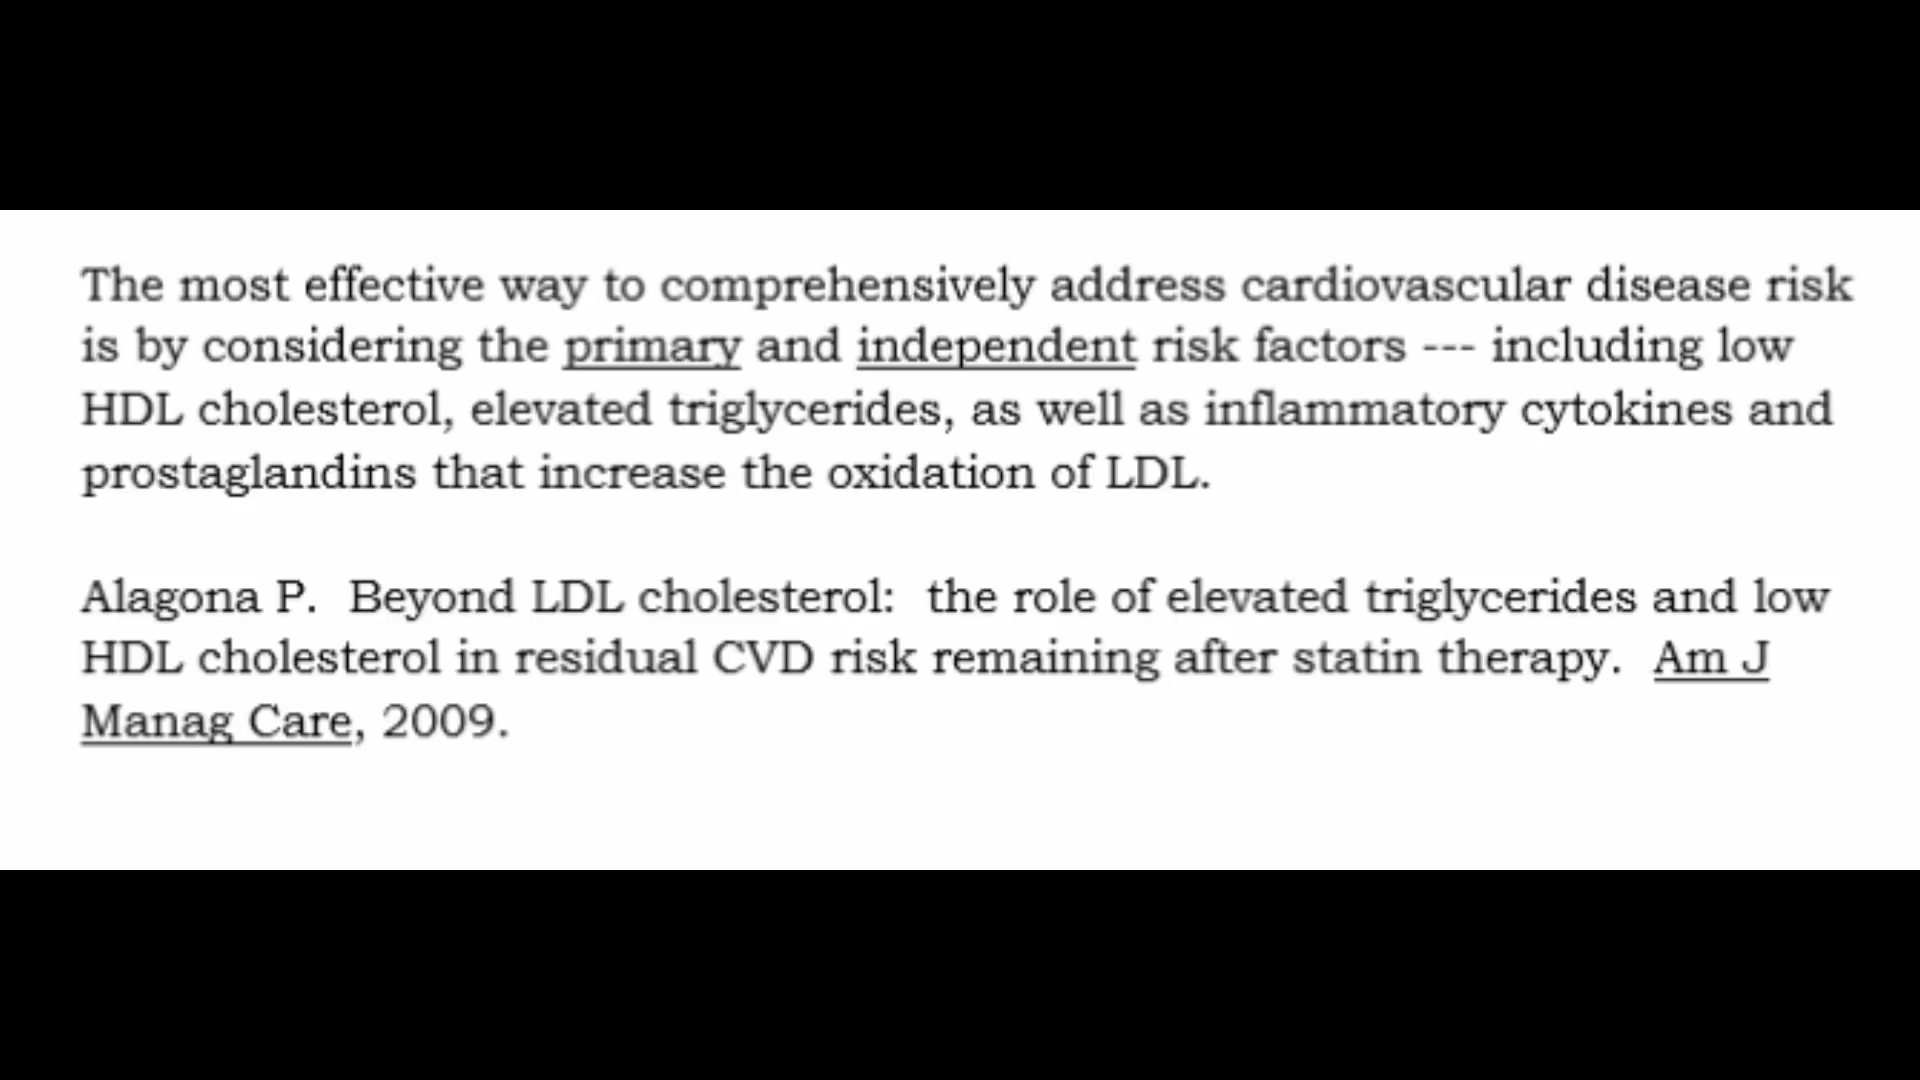 The most effective way to comprehensively address cardiovascular disease risk
is by considering the primary and independent risk factors --- including low
HDL cholesterol, elevated triglycerides, as well as inflammatory cytokines and
prostaglandins that increase the oxidation of LDL.
Alagona P.  Beyond LDL cholesterol:  the role of elevated triglycerides and low
HDL cholesterol in residual CVD risk remaining after statin therapy.  Am J
Manag Care, 2009.